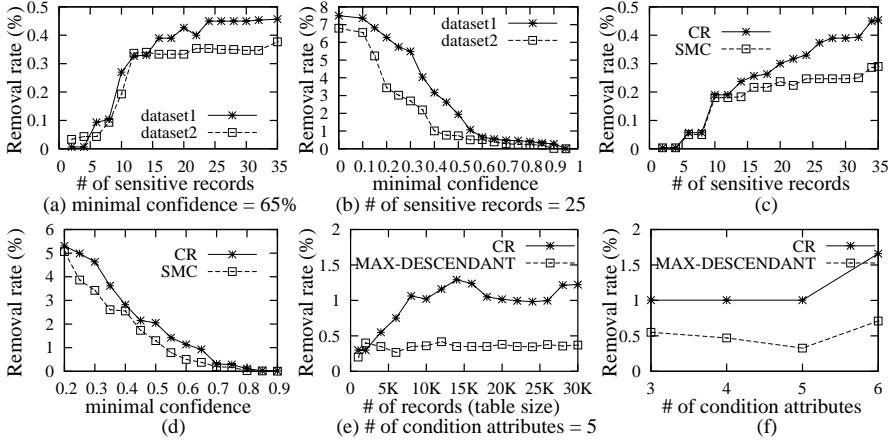 Removal rate (%)
0.5
0.4
0.3
0.2
0.1
0
dataset1
dataset2
0 5 10 15 20 25 30 35
# of sensitive records
(a) minimal confidence = 65%
Removal rate (%)
8
7
6
5
4
3
2
1
0
dataset1
dataset2
0 0.1 0.2 0.3 0.4 0.5 0.6 0.7 0.8 0.9 1
minimal confidence
(b) # of sensitive records = 25
Removal rate (%)
0.5
0.4
0.3
0.2
0.1
0
CR
SMC
0 5 10 15 20 25 30 35
# of sensitive records
(c)
Removal rate (%)
6
5
4
3
2
1
0
CR
SMC
0.2 0.3 0.4 0.5 0.6 0.7 0.8 0.9
minimal confidence
(d)
Removal rate (%)
2
1.5
1
0.5
0
CR
MAX-DESCENDANT
0 5K 10K 15K 20K 25K 30K
# of records (table size)
(e) # of condition attributes = 5
Removal rate (%)
2
1.5
1
0.5
0
CR
MAX-DESCENDANT
3 4 5 6
# of condition attributes
(f)